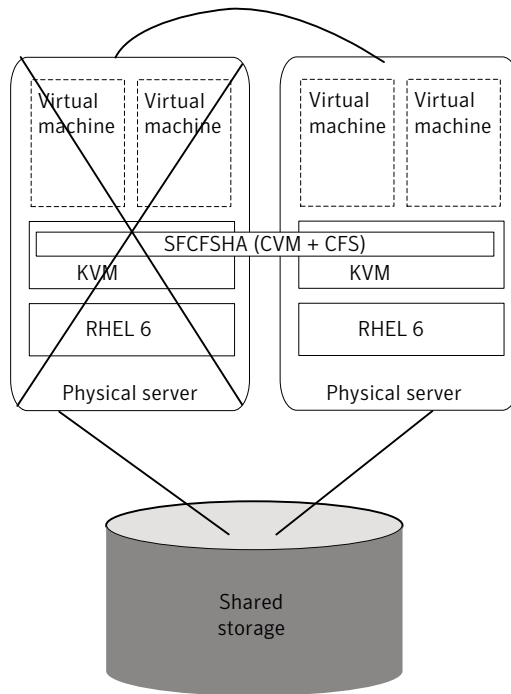 Virtual
machine
Virtual
machine
Virtual
machine
Virtual
machine
SFCFSHA (CVM + CFS)
KVM
KVM
RHEL 6
RHEL 6
Physical server
Physical server
Shared
storage